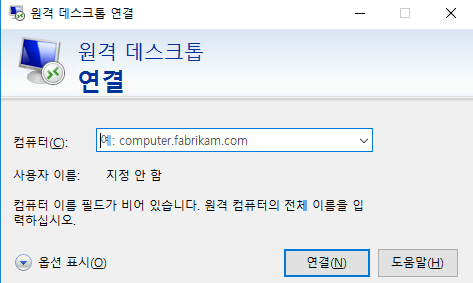 원격 데스크톱 연결
원격 데스크톱
연결
컴퓨터(C):
예: computer.fabrikam.com
사용자 이름: 지정 안 함
컴퓨터 이름 필드가 비어 있습니다. 원격 컴퓨터의 전체 이름을 입
력하십시오.
옵션 표시(O) 연결(N) 도움말(H)